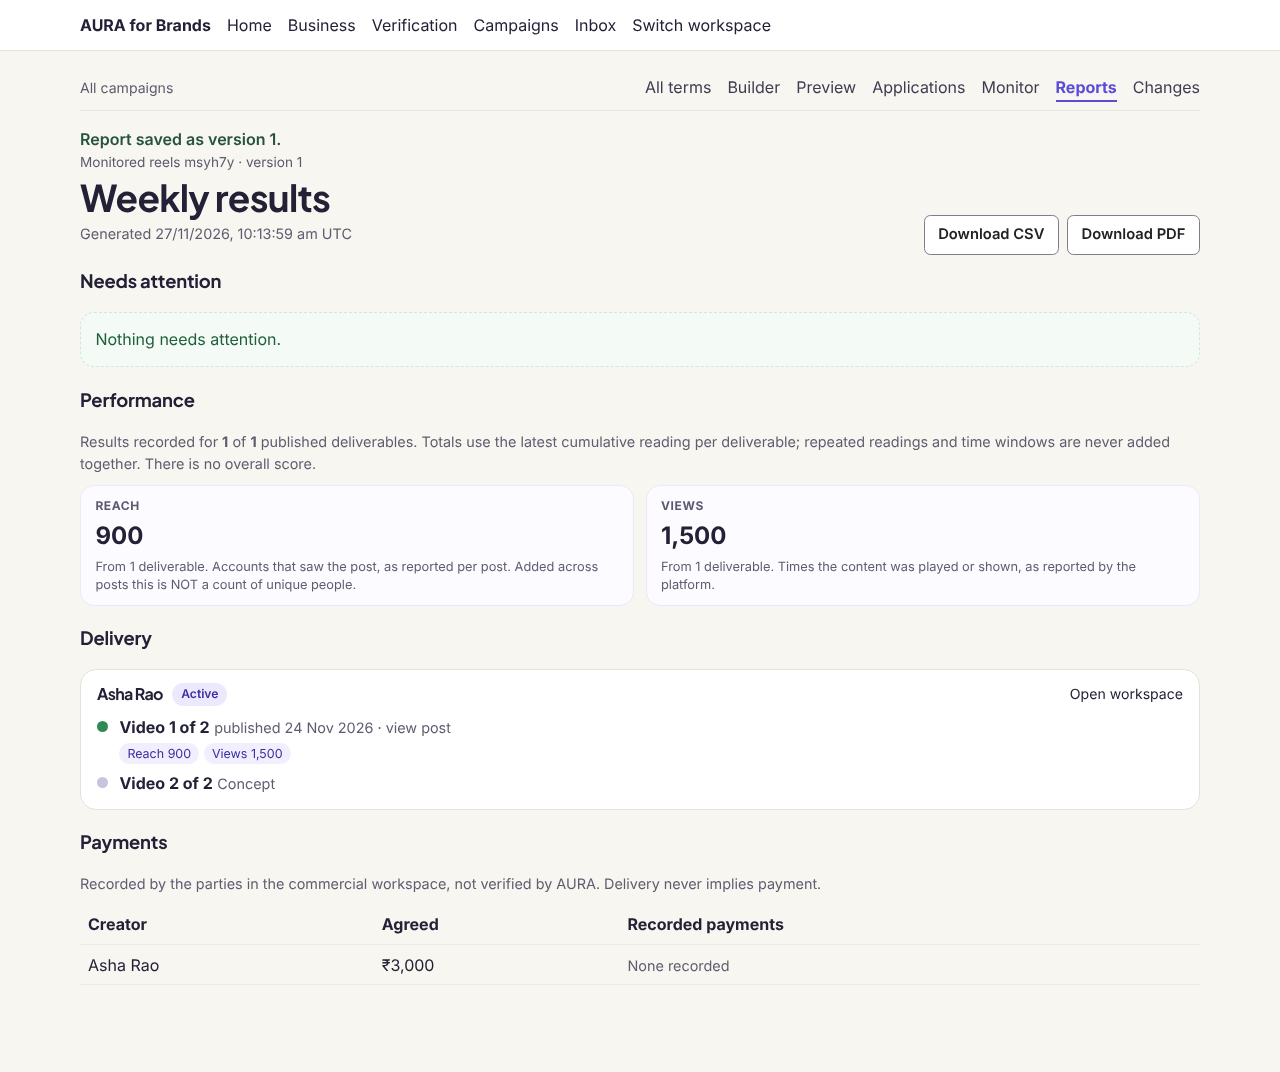 AURA for Brands Home Business Verification Campaigns Inbox Switch workspace
All campaigns All terms Builder Preview Applications Monitor Reports Changes
Report saved as version 1.
Monitored reels msyh7y · version 1
Weekly results
Generated 27/11/2026, 10:13:59 am UTC
Download CSV Download PDF
Needs attention
Nothing needs attention.
Performance
Results recorded for 1 of 1 published deliverables. Totals use the latest cumulative reading per deliverable; repeated readings and time windows are never added
together. There is no overall score.
REACH
900
From 1 deliverable. Accounts that saw the post, as reported per post. Added across
posts this is NOT a count of unique people.
VIEWS
1,500
From 1 deliverable. Times the content was played or shown, as reported by the
platform.
Delivery
Asha Rao Active Open workspace
Video 1 of 2 published 24 Nov 2026 · view post
Reach 900 Views 1,500
Video 2 of 2 Concept
Payments
Recorded by the parties in the commercial workspace, not verified by AURA. Delivery never implies payment.
Creator Agreed Recorded payments
Asha Rao ₹3,000 None recorded